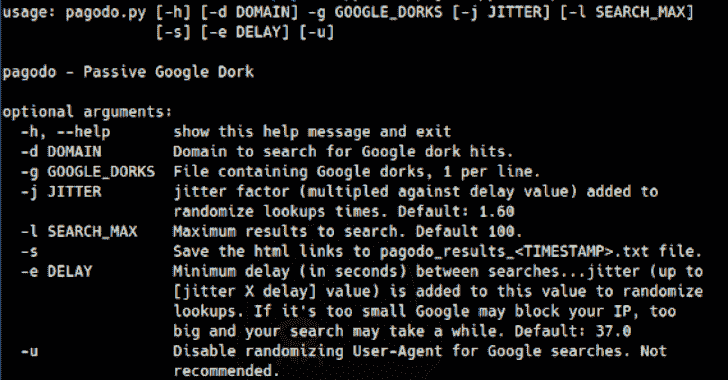 usage: pagodo.py [-h] [-d DOMAIN] -g GOOGLE_DORKS [-j JITTER] [-l SEARCH_MAX]
[-s] [-e DELAY] [-u]
pagodo - Passive Google Dork
optional arguments:
-h, --help show this help message and exit
-d DOMAIN Domain to search for Google dork hits.
-g GOOGLE_DORKS File containing Google dorks, 1 per line.
-j JITTER jitter factor (multipled against delay value) added to
randomize lookups times. Default: 1.60
-l SEARCH_MAX Maximum results to search. Default 100.
-s Save the html links to pagodo_results_<TIMESTAMP>.txt file.
-e DELAY Minimum delay (in seconds) between searches...jitter (up to
[jitter X delay] value) is added to this value to randomize
lookups. If it's too small Google may block your IP, too
big and your search may take a while. Default: 37.0
-u Disable randomizing User-Agent for Google searches. Not
recommended.